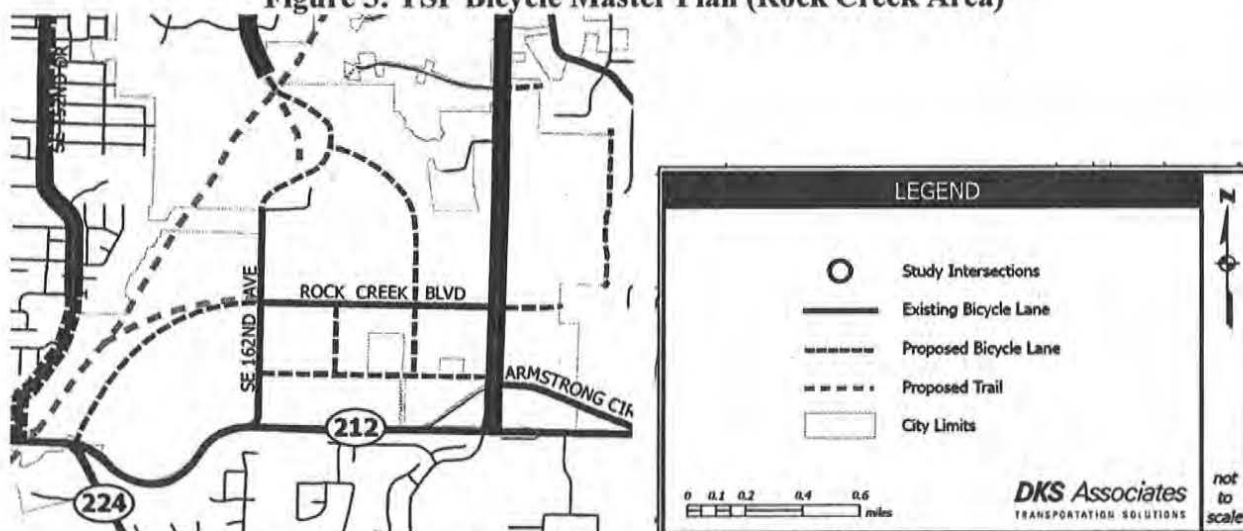 Figure 3: TSP Bicycle Master Plan (Rock Creek Area)
SE 152ND DR
SE 162ND AVE
ROCK CREEK BLVD
ARMSTRONG CIR
212
224
LEGEND
Study Intersections
Existing Bicycle Lane
Proposed Bicycle Lane
Proposed Trail
City Limits
0 0.1 0.2 0.4 0.6
miles
DKS Associates
TRANSPORTATION SOLUTIONS
N
not
to
scale